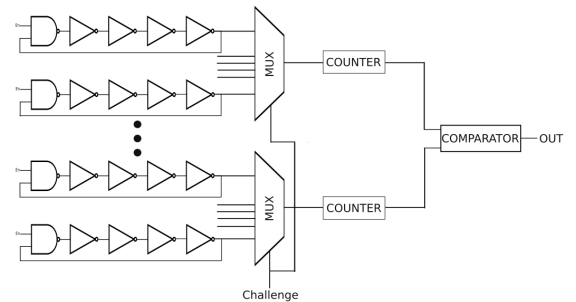 MUX
COUNTER
COMPARATOR
OUT
MUX
COUNTER
Challenge